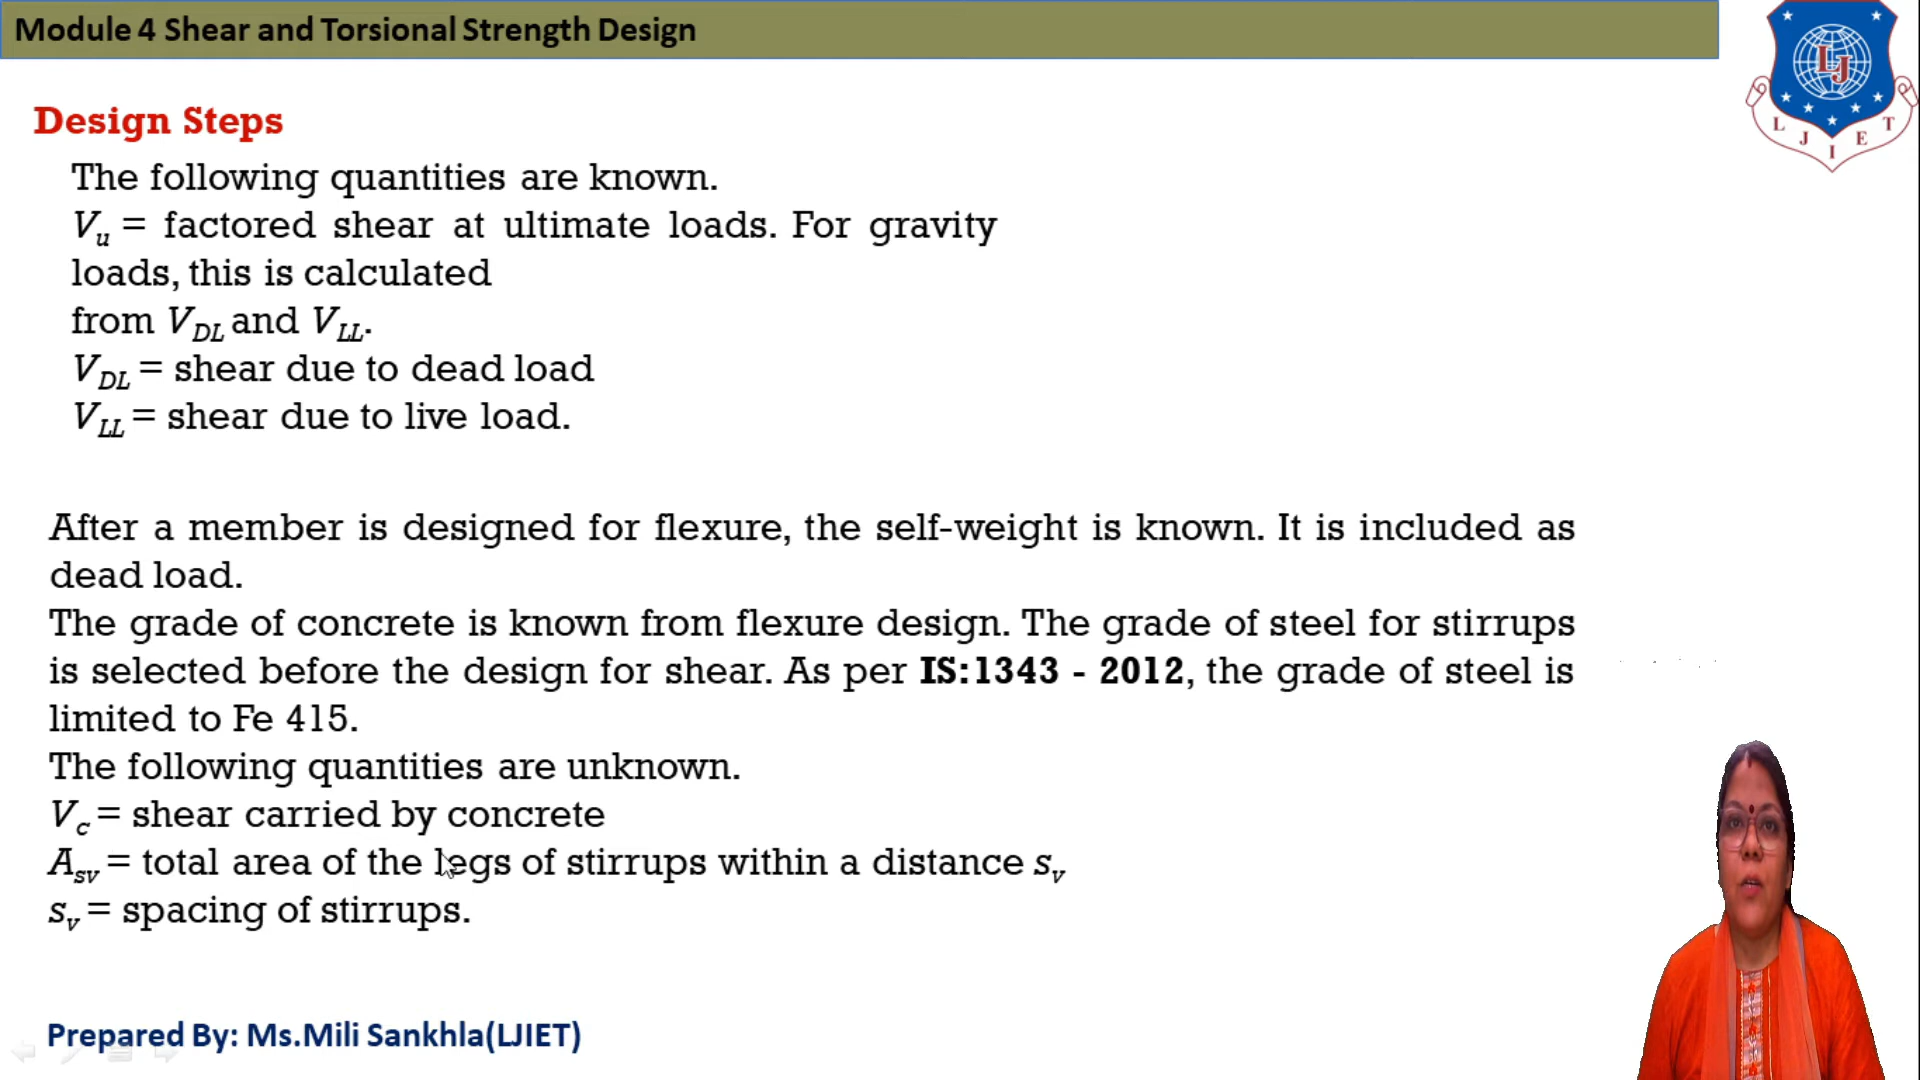 Module 4 Shear and Torsional Strength Design
LJ
L J I E T
Design Steps
The following quantities are known.
Vu = factored shear at ultimate loads. For gravity
loads, this is calculated
from VDL and VLL.
VDL = shear due to dead load
VLL = shear due to live load.
After a member is designed for flexure, the self-weight is known. It is included as
dead load.
The grade of concrete is known from flexure design. The grade of steel for stirrups
is selected before the design for shear. As per IS:1343 - 2012, the grade of steel is
limited to Fe 415.
The following quantities are unknown.
Vc = shear carried by concrete
Asv = total area of the legs of stirrups within a distance sv
sv = spacing of stirrups.
Prepared By: Ms.Mili Sankhla(LJIET)